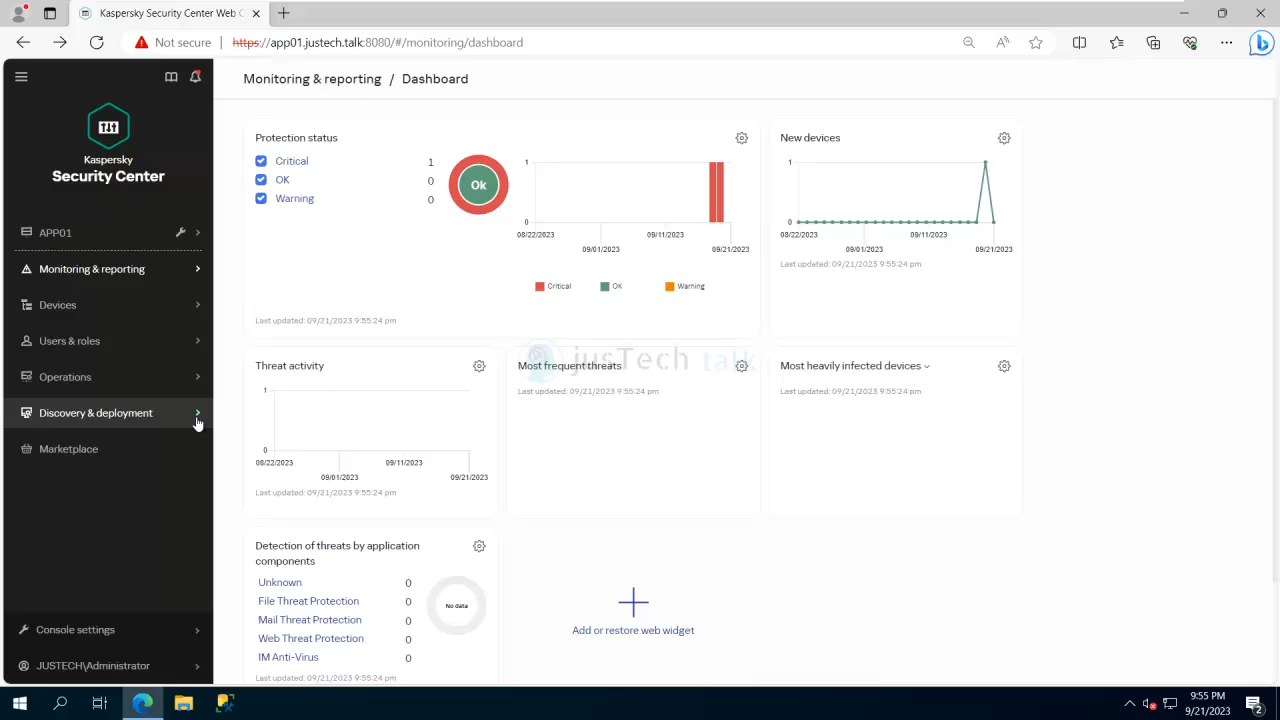 Kaspersky Security Center Web C
Not secure
https://app01.justech.talk:8080/#/monitoring/dashboard
Kaspersky
Security Center
APP01
Monitoring & reporting
Devices
Users & roles
Operations
Discovery & deployment
Marketplace
Console settings
JUSTECH\Administrator
Monitoring & reporting / Dashboard
Protection status
Critical 1
OK 0
Warning 0
Ok
1
0
08/22/2023
09/01/2023
09/11/2023
09/21/2023
Critical
OK
Warning
Last updated: 09/21/2023 9:55:24 pm
New devices
1
0
08/22/2023
09/01/2023
09/11/2023
09/21/2023
Last updated: 09/21/2023 9:55:24 pm
Threat activity
1
0
08/22/2023
09/01/2023
09/11/2023
09/21/2023
Last updated: 09/21/2023 9:55:24 pm
jusTech talk
Most frequent threats
Last updated: 09/21/2023 9:55:24 pm
Most heavily infected devices
Last updated: 09/21/2023 9:55:24 pm
Detection of threats by application
components
Unknown 0
File Threat Protection 0
Mail Threat Protection 0
Web Threat Protection 0
IM Anti-Virus 0
No data
Last updated: 09/21/2023 9:55:24 pm
Add or restore web widget
9:55 PM
9/21/2023
2